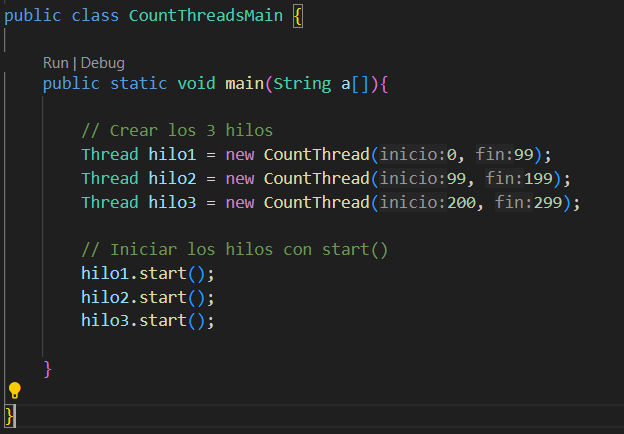 public class CountThreadsMain {
Run | Debug
public static void main(String a[]){
// Crear los 3 hilos
Thread hilo1 = new CountThread(inicio:0, fin:99);
Thread hilo2 = new CountThread(inicio:99, fin:199);
Thread hilo3 = new CountThread(inicio:200, fin:299);
// Iniciar los hilos con start()
hilo1.start();
hilo2.start();
hilo3.start();
}
}